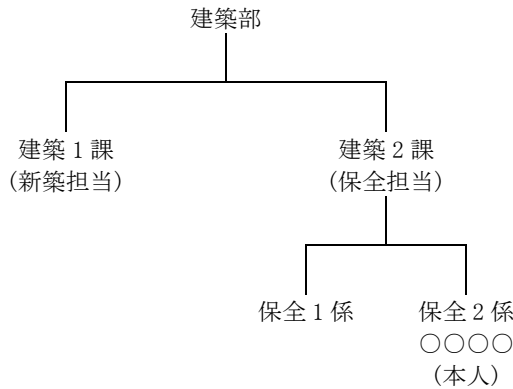 建築部
建築1課
(新築担当)
建築2課
(保全担当)
保全1係
保全2係
○○○○
(本人)